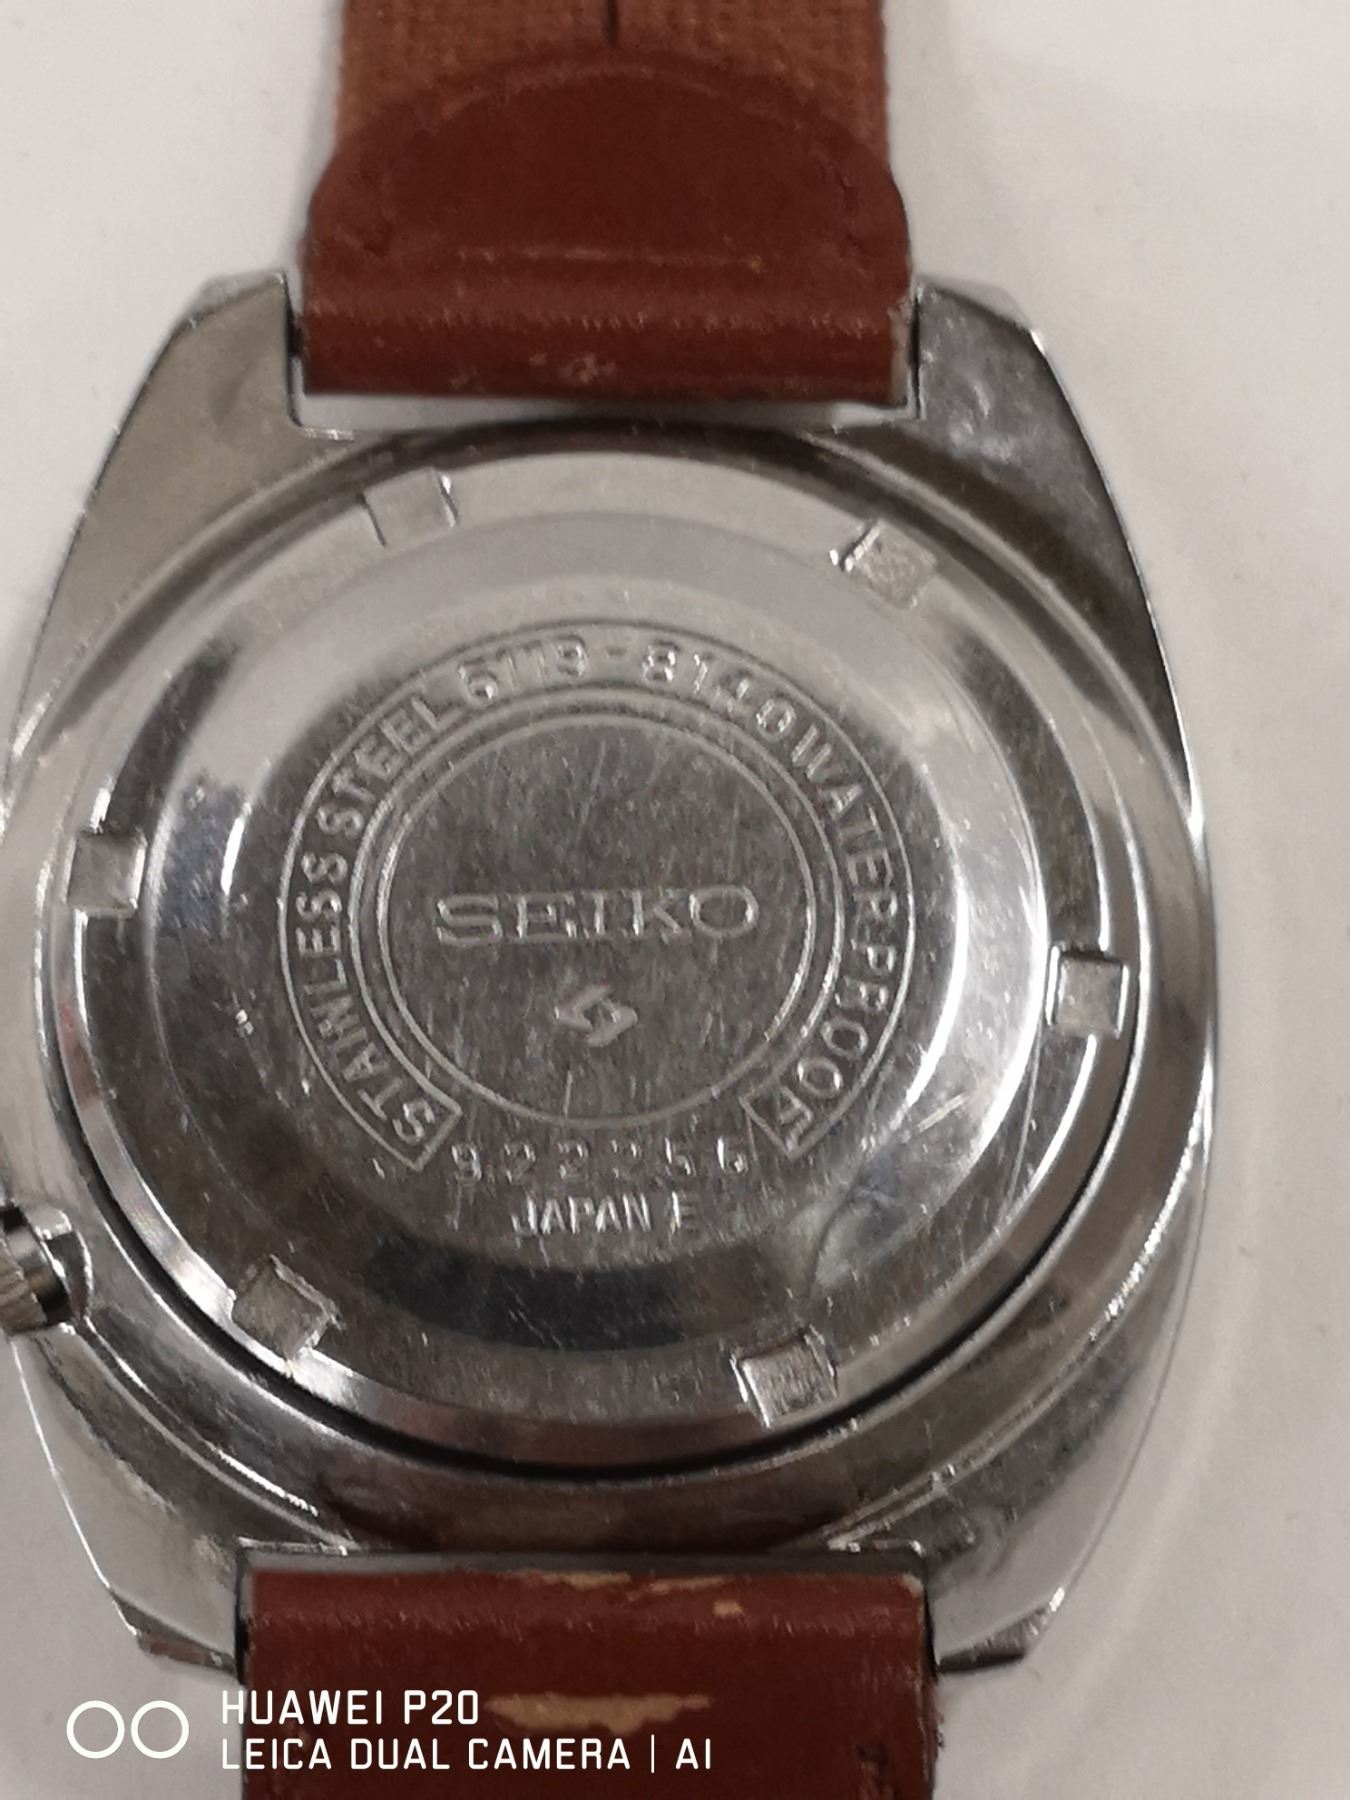 STAINLESS STEEL 6119-8140 WATERPROOF
SEIKO
922256
JAPAN E
HUAWEI P20
LEICA DUAL CAMERA | AI